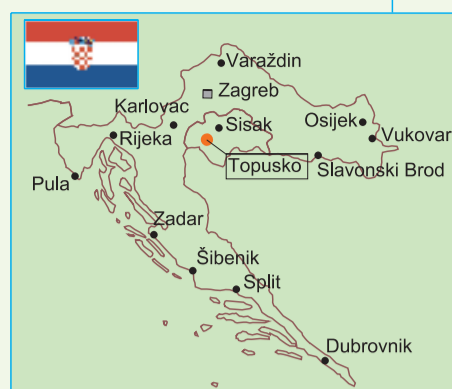 Varaždin
Zagreb
Karlovac
Sisak
Osijek
Rijeka
Vukovar
Topusko
Slavonski Brod
Pula
Zadar
Šibenik
Split
Dubrovnik